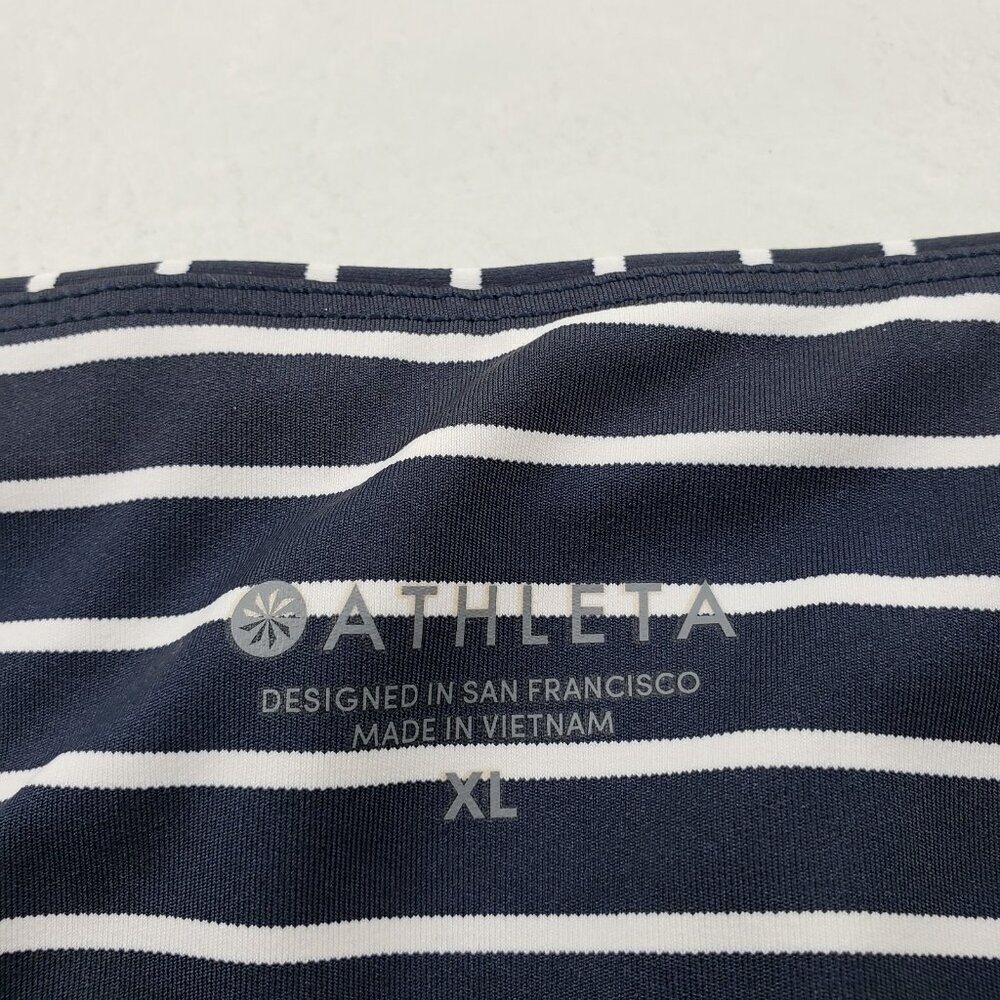 ATHLETA
DESIGNED IN SAN FRANCISCO
MADE IN VIETNAM
XL